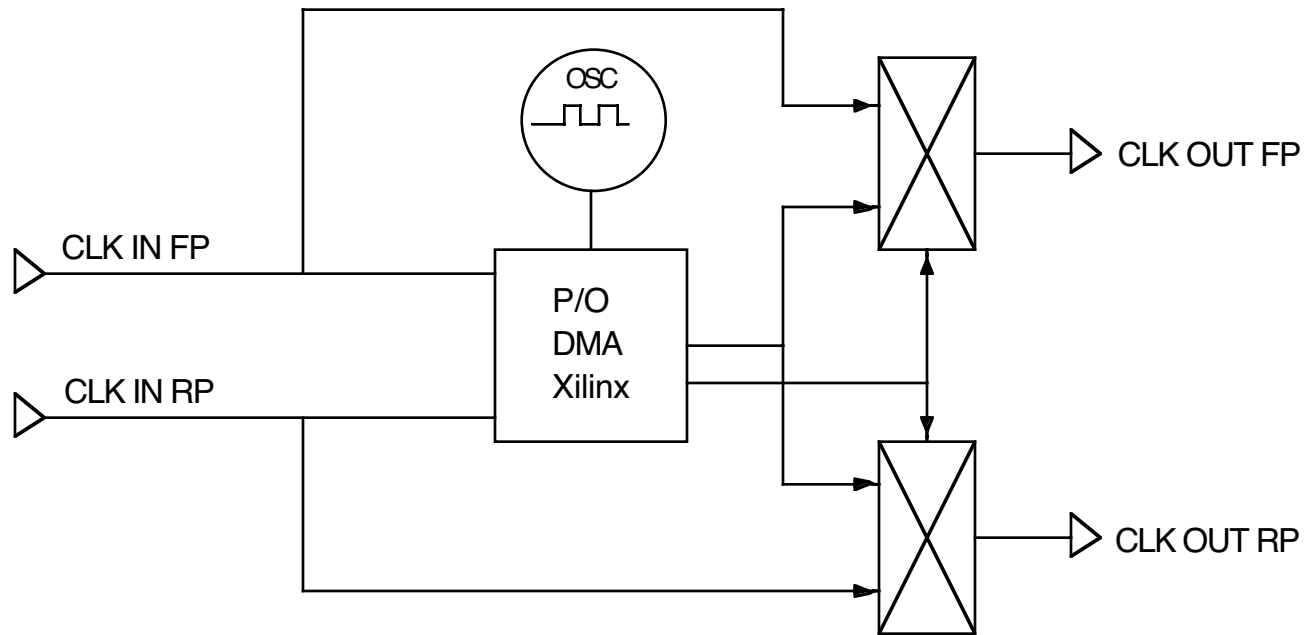 OSC
CLK OUT FP
CLK IN FP
P/O
DMA
Xilinx
CLK IN RP
CLK OUT RP